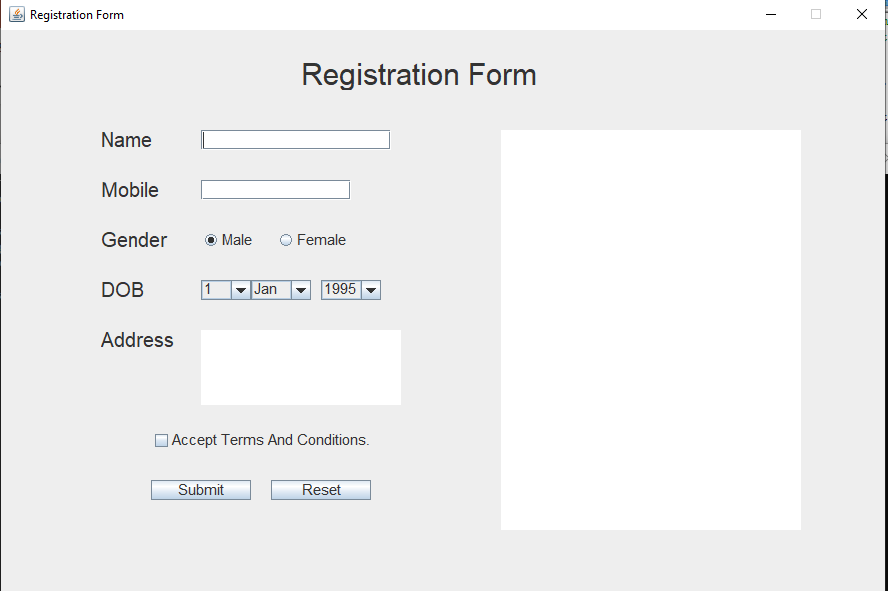 Registration Form
Registration Form
Name
Mobile
Gender Male Female
DOB 1 Jan 1995
Address
Accept Terms And Conditions.
Submit Reset